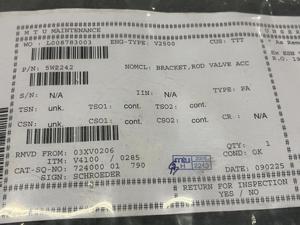 M T U MAINTENANCE
WO : L008783003 ENG-TYPE: V2500 CUS: TTT
P/N: 5W2242 NOMCL: BRACKET,ROD VALVE ACC
S/N: N/A IIN: N/A TYPE: PA
TSN: unk. TSO1: cont. TSO2: cont.
CSN: unk. CSO1: cont. CSO2: cont. CR : N/A
RMVD FROM: 03XV0206 QTY: 1
ITM: V4100 / 0285 COND: OK
CAT-SQ-NO: 724000 01 790
SIGN: SCHROEDER DATE: 090225
RETURN FOR INSPECTION
YES / NO